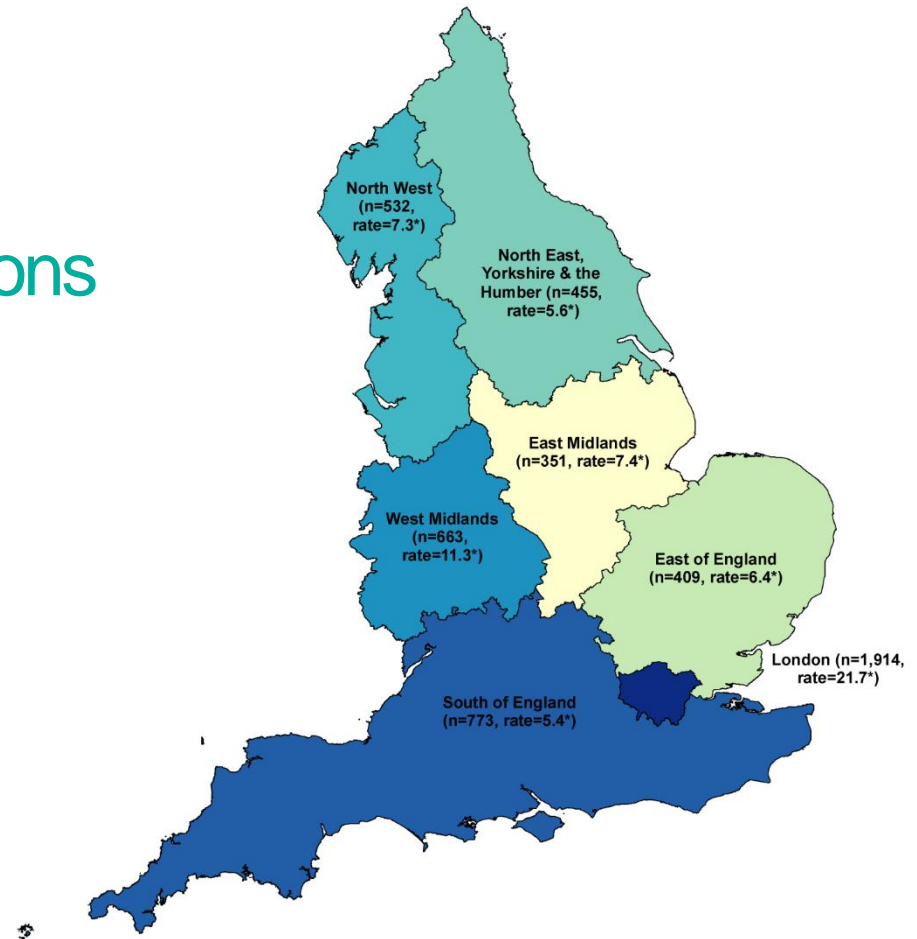 ons
North West
(n=532,
rate=7.3*)
North East,
Yorkshire & the
Humber (n=455,
rate=5.6*)
East Midlands
(n=351, rate=7.4*)
West Midlands
(n=663,
rate=11.3*)
East of England
(n=409, rate=6.4*)
London (n=1,914,
rate=21.7*)
South of England
(n=773, rate=5.4*)